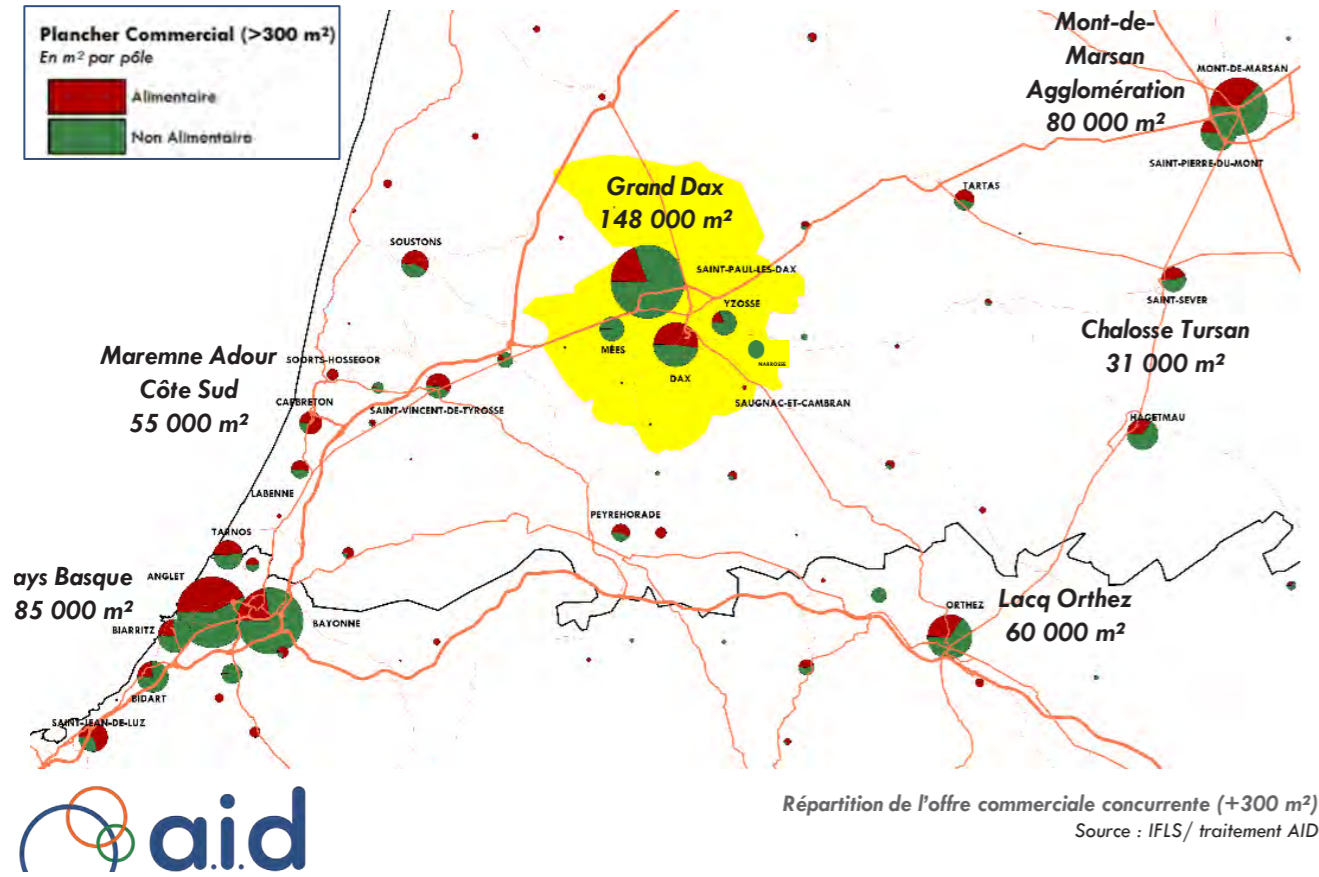 Plancher Commercial (>300 m²)
En m² par pôle
Alimentaire
Non Alimentaire
Mont-de-
Marsan
Agglomération
80 000 m²
MONT-DE-MARSAN
SAINT-PIERRE-DU-MONT
TARTAS
Grand Dax
148 000 m²
SOUSTONS
SAINT-PAUL-LES-DAX
YZOSSE
MÉES
DAX
NARROSSE
SAUGNAC-ET-CAMBRAN
SAINT-SEVER
Chalosse Tursan
31 000 m²
HAGETMAU
Maremne Adour
Côte Sud
55 000 m²
SOORTS-HOSSEGOR
CAPBRETON
SAINT-VINCENT-DE-TYROSSE
LABENNE
TARNOS
PEYREHORADE
ays Basque
85 000 m²
ANGLET
BIARRITZ
BAYONNE
BIDART
SAINT-JEAN-DE-LUZ
ORTHEZ
Lacq Orthez
60 000 m²
a.i.d
Répartition de l'offre commerciale concurrente (+300 m²)
Source : IFLS/ traitement AID